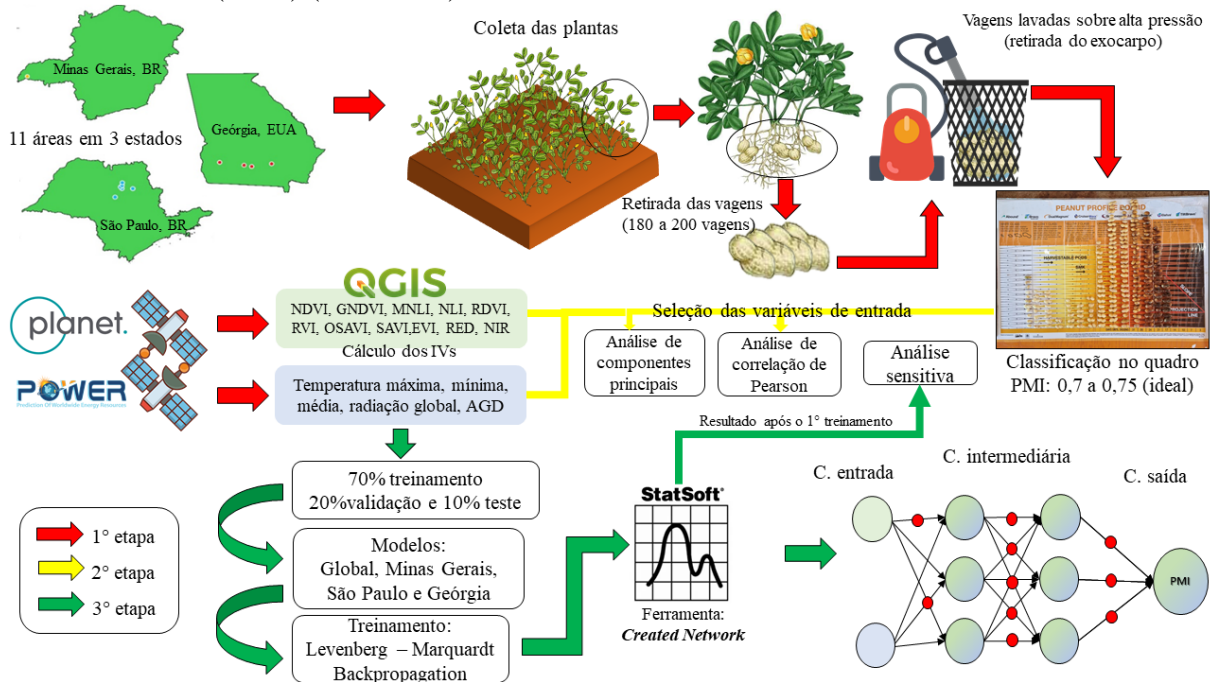 Coleta das plantas
Vagens lavadas sobre alta pressão
(retirada do exocarpo)
Minas Gerais, BR
Geórgia, EUA
11 áreas em 3 estados
São Paulo, BR
Retirada das vagens
(180 a 200 vagens)
PEANUT PROFILE BOARD
Classificação no quadro
PMI: 0,7 a 0,75 (ideal)
planet.
QGIS
NDVI, GNDVI, MNLI, NLI, RDVI,
RVI, OSAVI, SAVI,EVI, RED, NIR
Cálculo dos IVs
POWER
Prediction Of Worldwide Energy Resources
Temperatura máxima, mínima,
média, radiação global, AGD
Seleção das variáveis de entrada
Análise de
componentes
principais
Análise de
correlação de
Pearson
Análise
sensitiva
Resultado após o 1° treinamento
70% treinamento
20%validação e 10% teste
Modelos:
Global, Minas Gerais,
São Paulo e Geórgia
Treinamento:
Levenberg – Marquardt
Backpropagation
1° etapa
2° etapa
3° etapa
StatSoft
Ferramenta:
Created Network
C. entrada
C. intermediária
C. saída
PMI